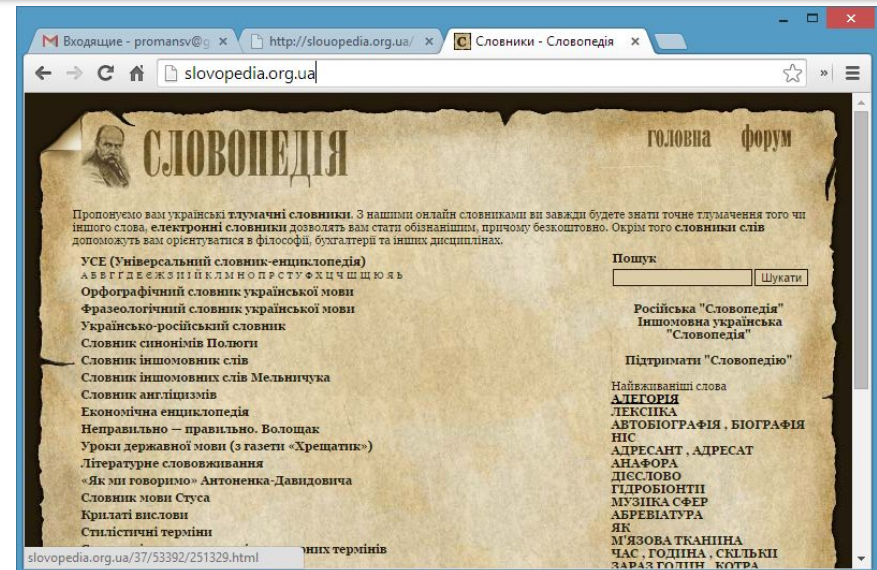 Входящие - promansv@g
http://slouopedia.org.ua/
Словники - Словопедія
slovopedia.org.ua
СЛОВОПЕДІЯ
головна форум
Пропонуємо вам українські тлумачні словники. З нашими онлайн словниками ви завжди будете знати точне тлумачення того чи
іншого слова, електронні словники дозволять вам стати обізнанішим, причому безкоштовно. Окрім того словники слів
допоможуть вам орієнтуватися в філософії, бухгалтерії та інших дисциплінах.
УСЕ (Універсальний словник-енциклопедія)
А Б В Г Ґ Д Е Є Ж З И І Й К Л М Н О П Р С Т У Ф Х Ц Ч Ш Щ Ю Я Ь
Орфографічний словник української мови
Фразеологічний словник української мови
Українсько-російський словник
Словник синонімів Полюги
Словник іншомовник слів
Словник іншомовних слів Мельничука
Словник англіцизмів
Економічна енциклопедія
Неправильно — правильно. Волощак
Уроки державної мови (з газети «Хрещатик»)
Літературне слововживання
«Як ми говоримо» Антоненка-Давидовича
Словник мови Стуса
Крилаті вислови
Стилістичні терміни
термінів
slovopedia.org.ua/37/53392/251329.html
Пошук
Шукати
Російська "Словопедія"
Іншомовна українська
"Словопедія"
Підтримати "Словопедію"
Найвживаніші слова
АЛЕГОРІЯ
ЛЕКСИКА
АВТОБІОГРАФІЯ , БІОГРАФІЯ
НІС
АДРЕСАНТ , АДРЕСАТ
АНАФОРА
ДІЄСЛОВО
ГІДРОБІОНТИ
МУЗИКА СФЕР
АБРЕВІАТУРА
ЯК
М'ЯЗОВА ТКАНИНА
ЧАС , ГОДИНА , СКІЛЬКИ
ЗАРАЗ ГОДИН , КОТРА